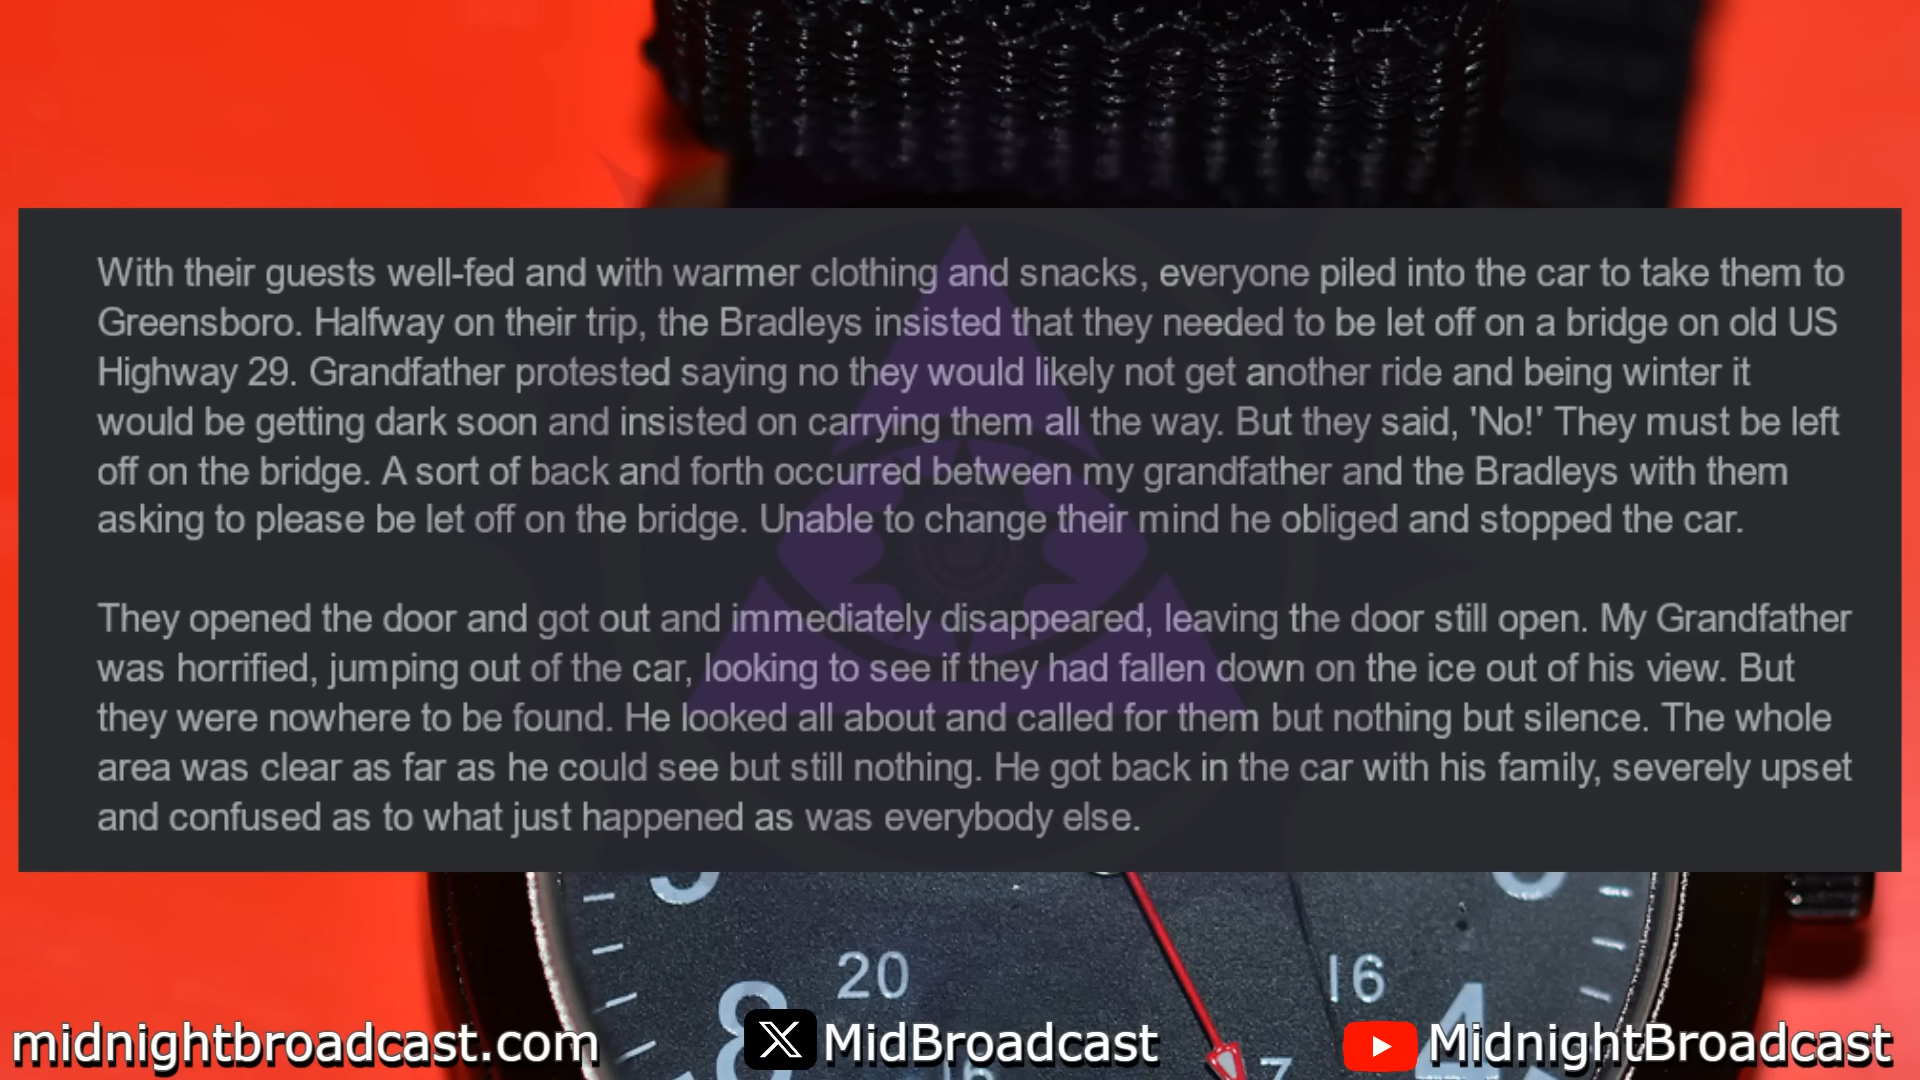 With their guests well-fed and with warmer clothing and snacks, everyone piled into the car to take them to
Greensboro. Halfway on their trip, the Bradleys insisted that they needed to be let off on a bridge on old US
Highway 29. Grandfather protested saying no they would likely not get another ride and being winter it
would be getting dark soon and insisted on carrying them all the way. But they said, 'No!' They must be left
off on the bridge. A sort of back and forth occurred between my grandfather and the Bradleys with them
asking to please be let off on the bridge. Unable to change their mind he obliged and stopped the car.
They opened the door and got out and immediately disappeared, leaving the door still open. My Grandfather
was horrified, jumping out of the car, looking to see if they had fallen down on the ice out of his view. But
they were nowhere to be found. He looked all about and called for them but nothing but silence. The whole
area was clear as far as he could see but still nothing. He got back in the car with his family, severely upset
and confused as to what just happened as was everybody else.
20 16
8 4
midnightbroadcast.com MidBroadcast MidnightBroadcast